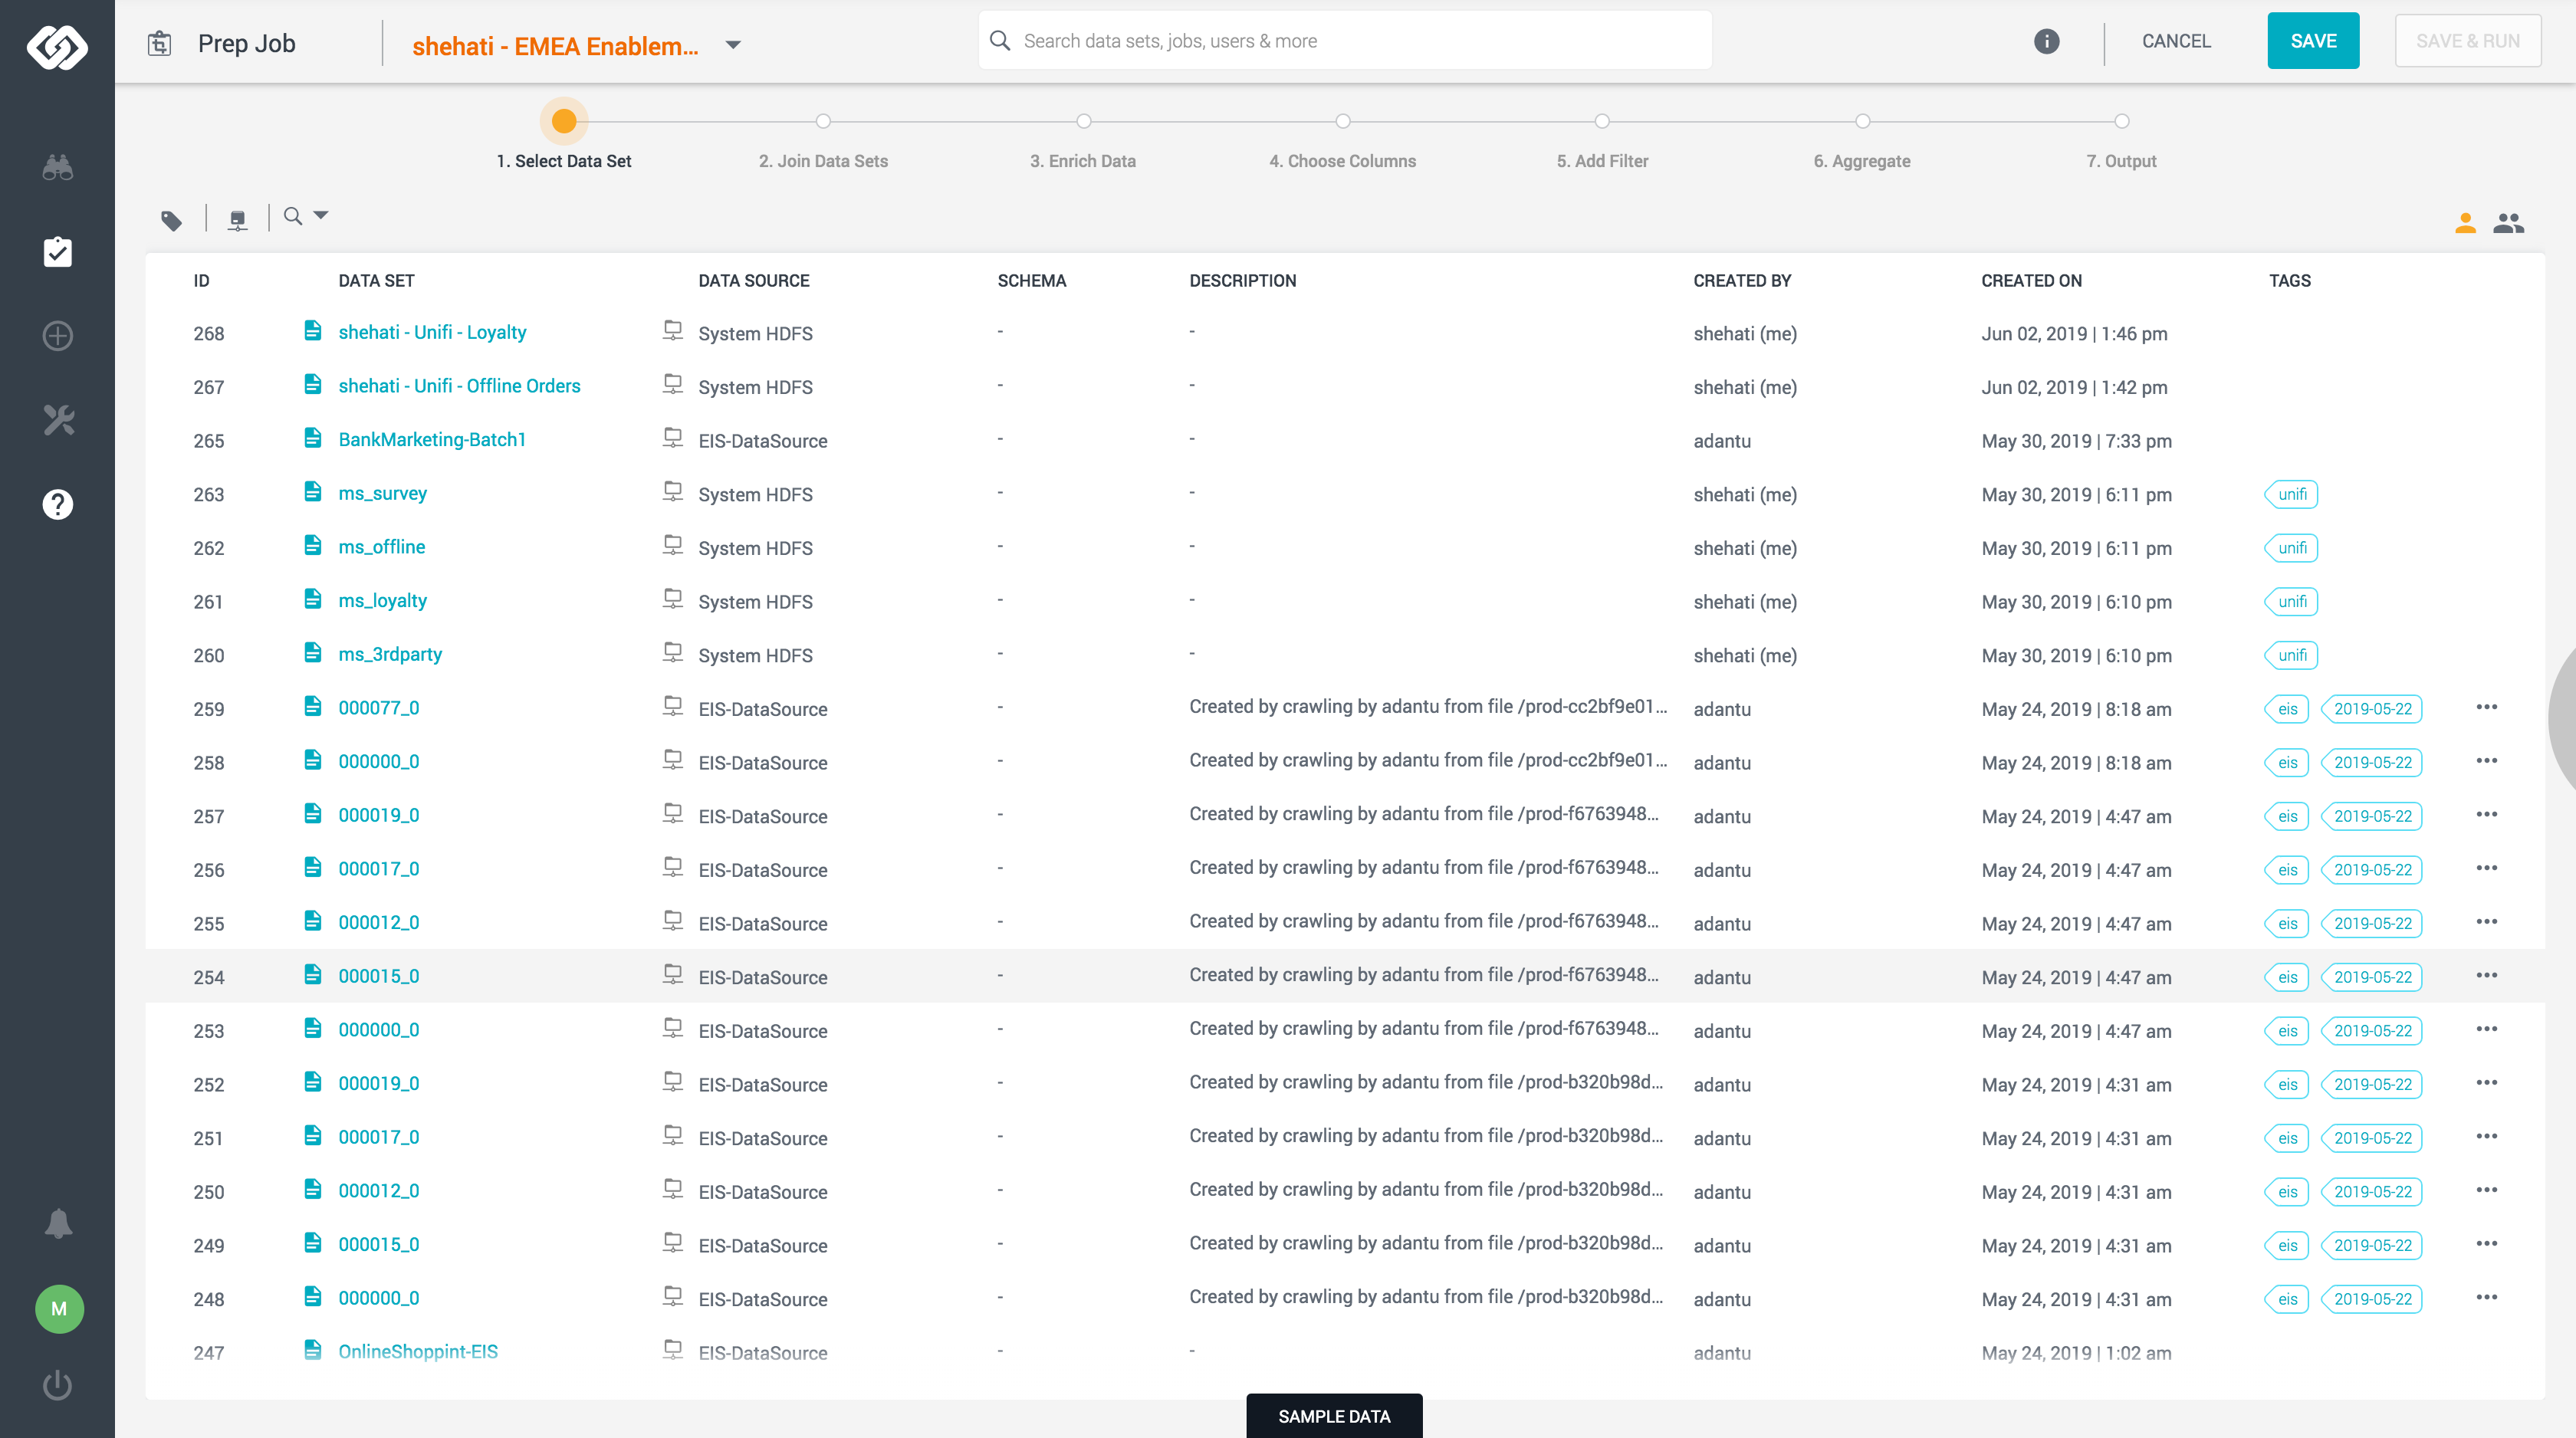 Prep Job shehati - EMEA Enablem... Search data sets, jobs, users & more CANCEL SAVE SAVE & RUN
1. Select Data Set 2. Join Data Sets 3. Enrich Data 4. Choose Columns 5. Add Filter 6. Aggregate 7. Output
ID DATA SET DATA SOURCE SCHEMA DESCRIPTION CREATED BY CREATED ON TAGS
268 shehati - Unifi - Loyalty System HDFS - - shehati (me) Jun 02, 2019 | 1:46 pm
267 shehati - Unifi - Offline Orders System HDFS - - shehati (me) Jun 02, 2019 | 1:42 pm
265 BankMarketing-Batch1 EIS-DataSource - - adantu May 30, 2019 | 7:33 pm
263 ms_survey System HDFS - - shehati (me) May 30, 2019 | 6:11 pm unifi
262 ms_offline System HDFS - - shehati (me) May 30, 2019 | 6:11 pm unifi
261 ms_loyalty System HDFS - - shehati (me) May 30, 2019 | 6:10 pm unifi
260 ms_3rdparty System HDFS - - shehati (me) May 30, 2019 | 6:10 pm unifi
259 000077_0 EIS-DataSource - Created by crawling by adantu from file /prod-cc2bf9e01... adantu May 24, 2019 | 8:18 am eis 2019-05-22
258 000000_0 EIS-DataSource - Created by crawling by adantu from file /prod-cc2bf9e01... adantu May 24, 2019 | 8:18 am eis 2019-05-22
257 000019_0 EIS-DataSource - Created by crawling by adantu from file /prod-f6763948... adantu May 24, 2019 | 4:47 am eis 2019-05-22
256 000017_0 EIS-DataSource - Created by crawling by adantu from file /prod-f6763948... adantu May 24, 2019 | 4:47 am eis 2019-05-22
255 000012_0 EIS-DataSource - Created by crawling by adantu from file /prod-f6763948... adantu May 24, 2019 | 4:47 am eis 2019-05-22
254 000015_0 EIS-DataSource - Created by crawling by adantu from file /prod-f6763948... adantu May 24, 2019 | 4:47 am eis 2019-05-22
253 000000_0 EIS-DataSource - Created by crawling by adantu from file /prod-f6763948... adantu May 24, 2019 | 4:47 am eis 2019-05-22
252 000019_0 EIS-DataSource - Created by crawling by adantu from file /prod-b320b98d... adantu May 24, 2019 | 4:31 am eis 2019-05-22
251 000017_0 EIS-DataSource - Created by crawling by adantu from file /prod-b320b98d... adantu May 24, 2019 | 4:31 am eis 2019-05-22
250 000012_0 EIS-DataSource - Created by crawling by adantu from file /prod-b320b98d... adantu May 24, 2019 | 4:31 am eis 2019-05-22
249 000015_0 EIS-DataSource - Created by crawling by adantu from file /prod-b320b98d... adantu May 24, 2019 | 4:31 am eis 2019-05-22
248 000000_0 EIS-DataSource - Created by crawling by adantu from file /prod-b320b98d... adantu May 24, 2019 | 4:31 am eis 2019-05-22
M
247 OnlineShoppint-EIS EIS-DataSource - - adantu May 24, 2019 | 1:02 am
SAMPLE DATA